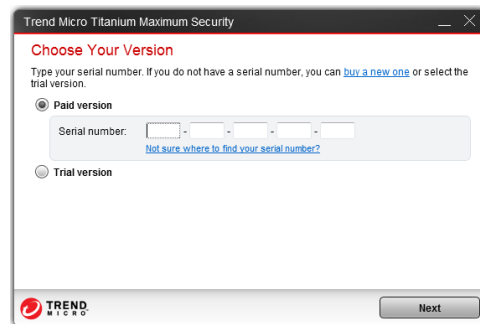 Trend Micro Titanium Maximum Security
Choose Your Version
Type your serial number. If you do not have a serial number, you can buy a new one or select the
trial version.
Paid version
Serial number: - - - -
Not sure where to find your serial number?
Trial version
TREND
MICRO
Next